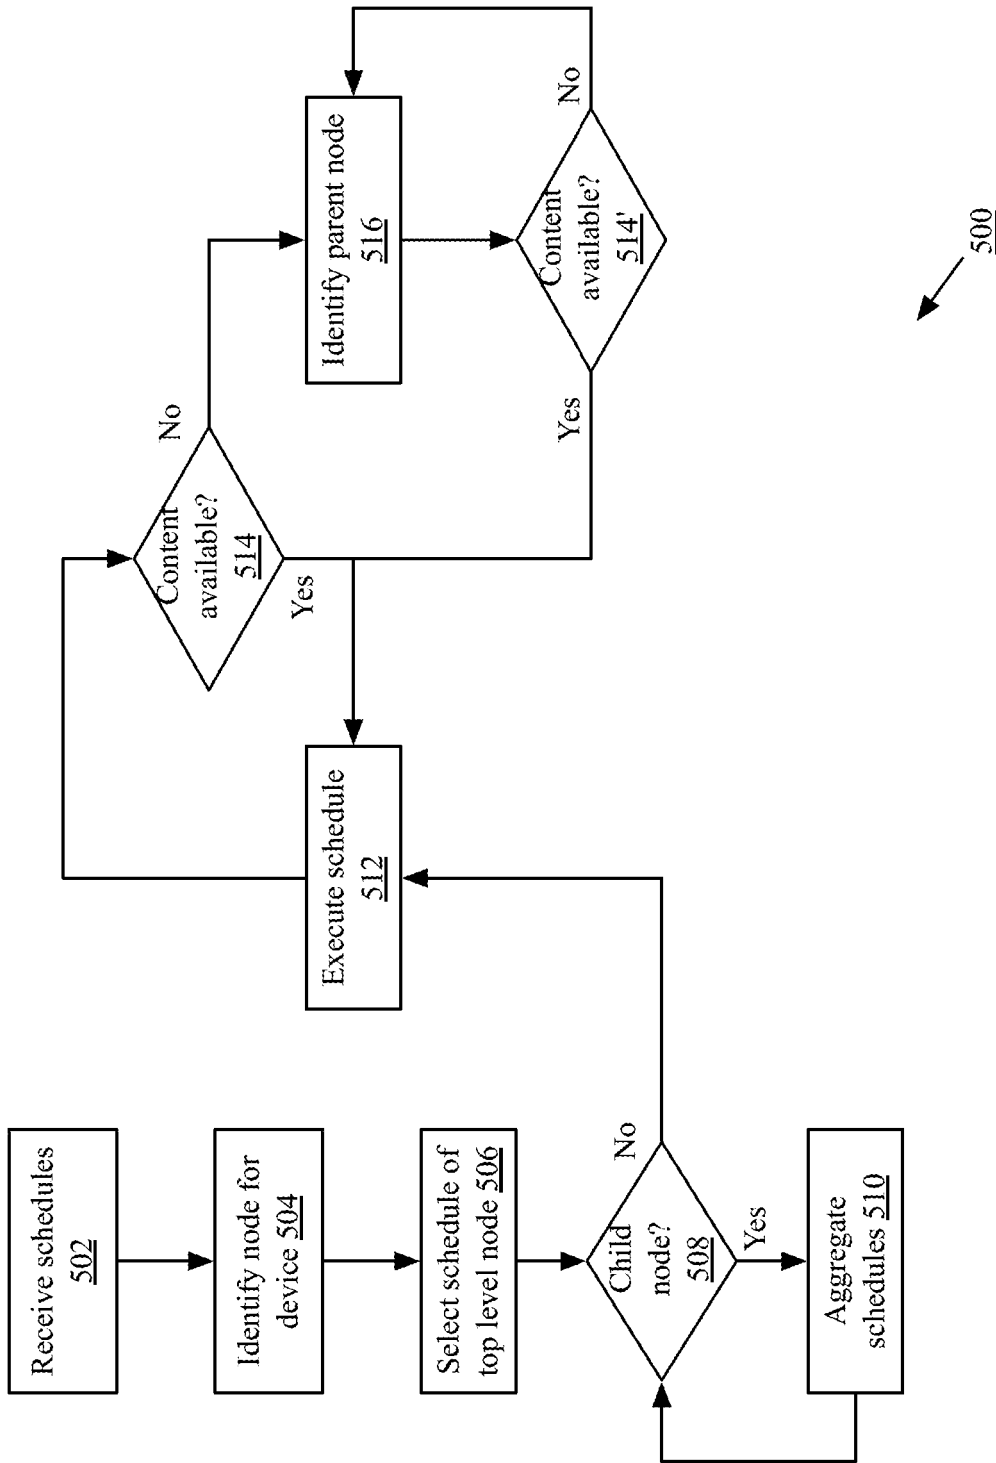 Receive schedules
502
Identify node for
device 504
Select schedule of
top level node 506
Child
node?
508
No
Yes
Aggregate
schedules 510
Execute schedule
512
Content
available?
514
No
Yes
Identify parent node
516
Content
available?
514'
No
Yes
500